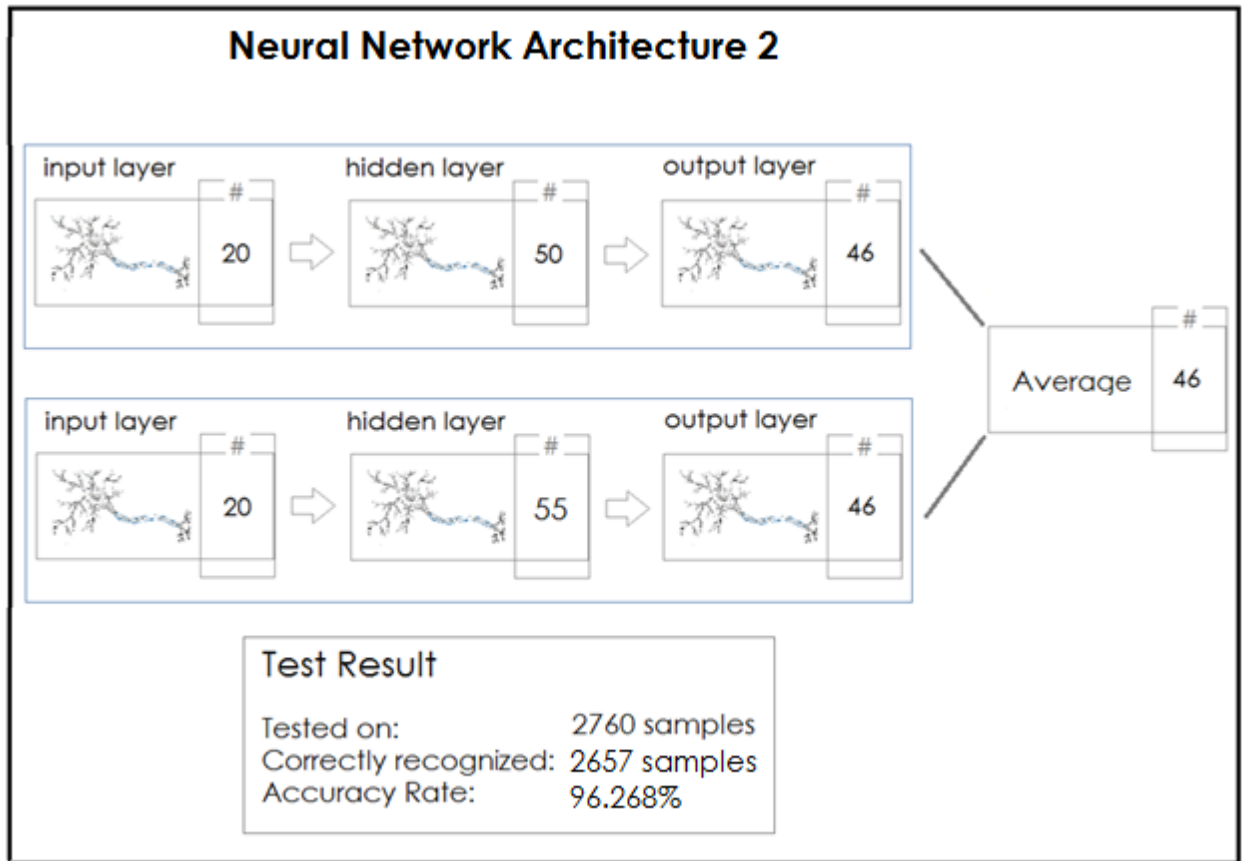 Neural Network Architecture 2
input layer hidden layer output layer
# # #
20 50 46
#
Average 46
input layer hidden layer output layer
# # #
20 55 46
Test Result
Tested on: 2760 samples
Correctly recognized: 2657 samples
Accuracy Rate: 96.268%